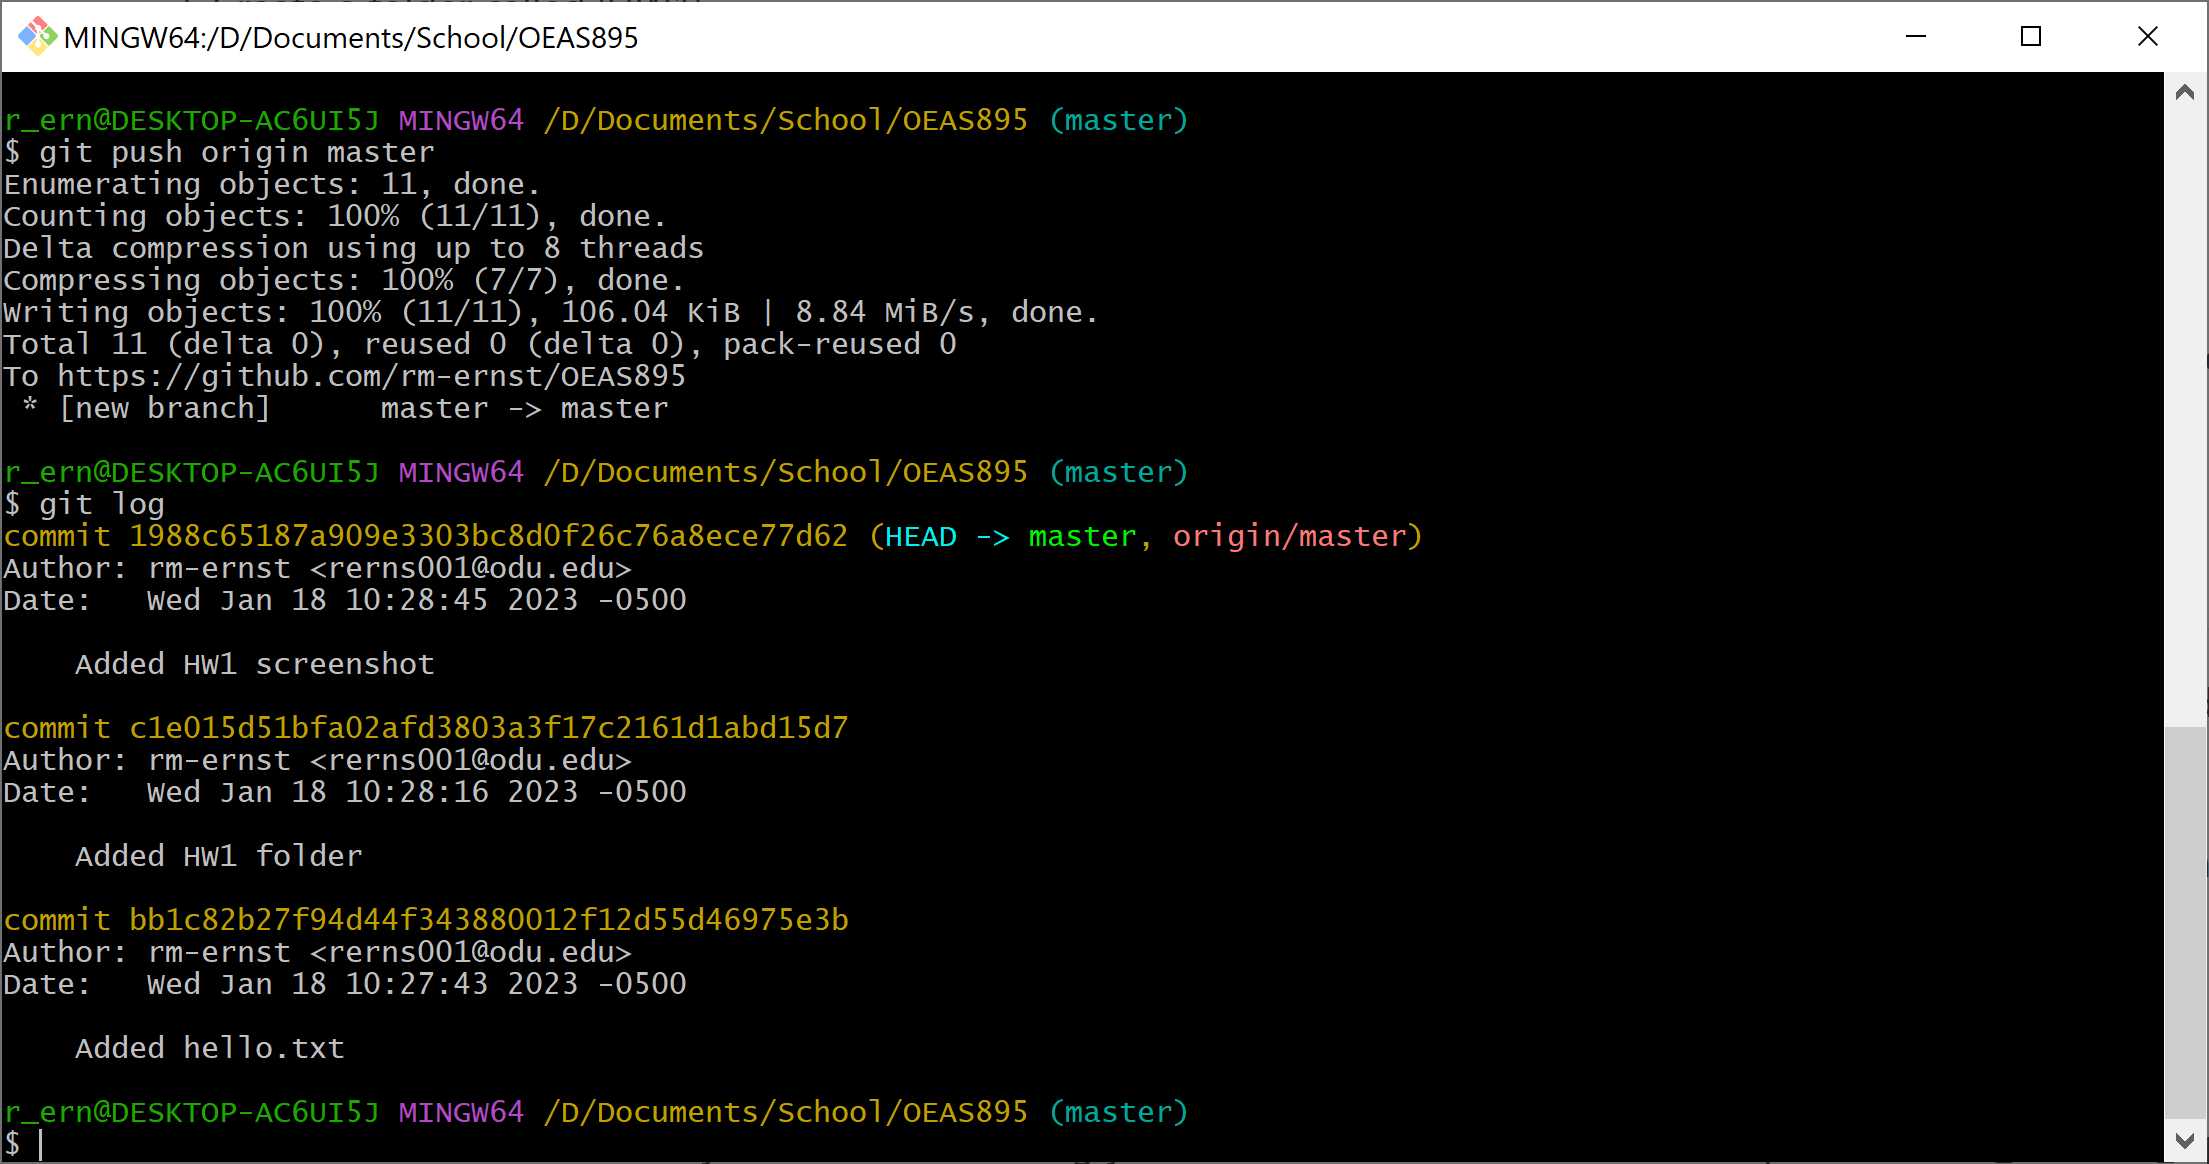 MINGW64:/D/Documents/School/OEAS895
r_ern@DESKTOP-AC6UI5J MINGW64 /D/Documents/School/OEAS895 (master)
$ git push origin master
Enumerating objects: 11, done.
Counting objects: 100% (11/11), done.
Delta compression using up to 8 threads
Compressing objects: 100% (7/7), done.
Writing objects: 100% (11/11), 106.04 KiB | 8.84 MiB/s, done.
Total 11 (delta 0), reused 0 (delta 0), pack-reused 0
To https://github.com/rm-ernst/OEAS895
 * [new branch]      master -> master
r_ern@DESKTOP-AC6UI5J MINGW64 /D/Documents/School/OEAS895 (master)
$ git log
commit 1988c65187a909e3303bc8d0f26c76a8ece77d62 (HEAD -> master, origin/master)
Author: rm-ernst <rerns001@odu.edu>
Date:   Wed Jan 18 10:28:45 2023 -0500
    Added HW1 screenshot
commit c1e015d51bfa02afd3803a3f17c2161d1abd15d7
Author: rm-ernst <rerns001@odu.edu>
Date:   Wed Jan 18 10:28:16 2023 -0500
    Added HW1 folder
commit bb1c82b27f94d44f343880012f12d55d46975e3b
Author: rm-ernst <rerns001@odu.edu>
Date:   Wed Jan 18 10:27:43 2023 -0500
    Added hello.txt
r_ern@DESKTOP-AC6UI5J MINGW64 /D/Documents/School/OEAS895 (master)
$